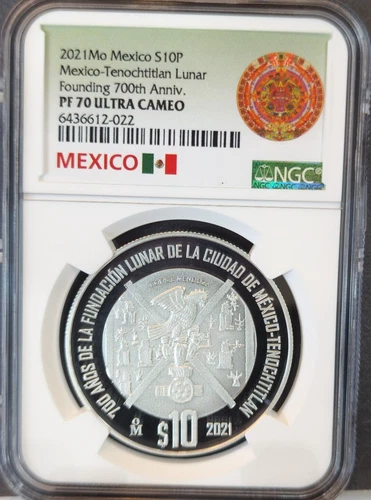 2021Mo Mexico S10P
Mexico-Tenochtitlan Lunar
Founding 700th Anniv.
PF 70 ULTRA CAMEO
6436612-022
MEXICO
NGC
700 AÑOS DE LA FUNDACIÓN LUNAR DE LA CIUDAD DE MÉXICO-TENOCHTITLAN
oM $10 2021